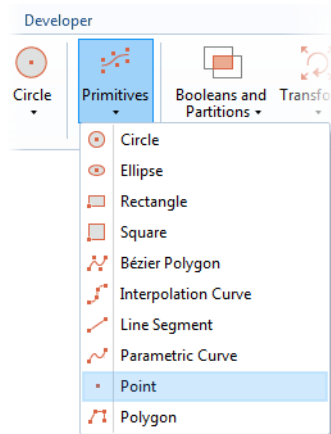 Developer
Circle
Primitives
Booleans and
Partitions
Transfo
Circle
Ellipse
Rectangle
Square
Bézier Polygon
Interpolation Curve
Line Segment
Parametric Curve
Point
Polygon